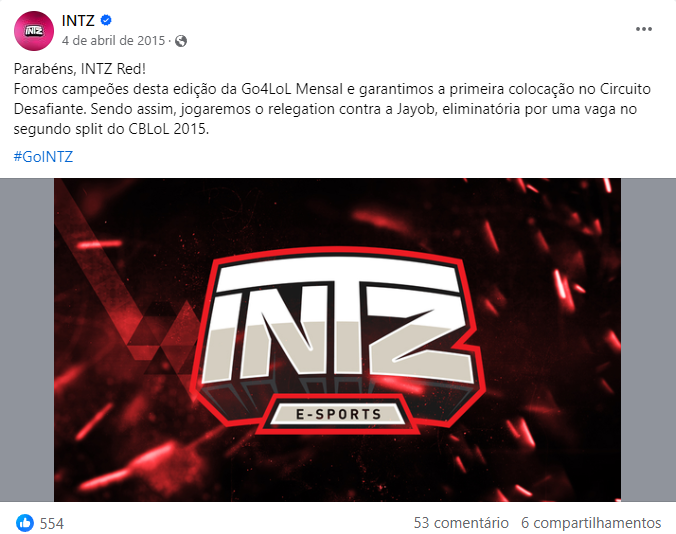 INTZ
INTZ
4 de abril de 2015 ·
Parabéns, INTZ Red!
Fomos campeões desta edição da Go4LoL Mensal e garantimos a primeira colocação no Circuito
Desafiante. Sendo assim, jogaremos o relegation contra a Jayob, eliminatória por uma vaga no
segundo split do CBLoL 2015.
#GoINTZ
INTZ
E-SPORTS
554
53 comentário 6 compartilhamentos